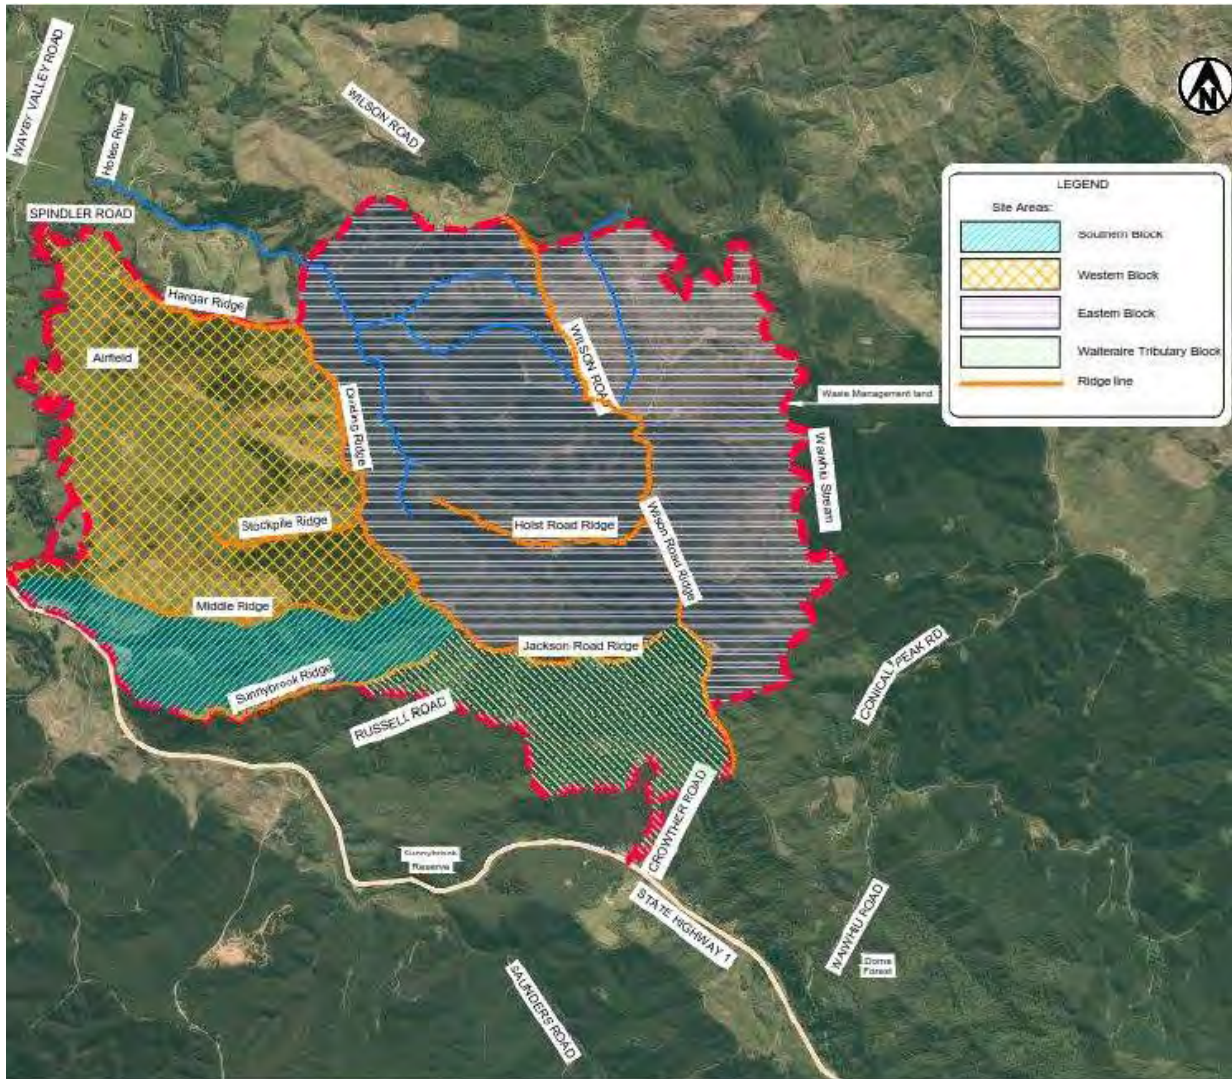 WAYBY VALLEY ROAD
Hoteo River
WILSON ROAD
N
SPINDLER ROAD
LEGEND
Site Areas:
Southern Block
Western Block
Eastern Block
Waiteraire Tributary Block
Ridge line
Hangar Ridge
Airfield
WILSON ROAD
Dividing Ridge
Waste Management land
Waiwhiu Stream
Stockpile Ridge
Holst Road Ridge
Wilson Road Ridge
Middle Ridge
Jackson Road Ridge
Sunnybrook Ridge
RUSSELL ROAD
CONICAL PEAK RD
CROWTHER ROAD
Sunnybrook
Reserve
STATE HIGHWAY 1
WAIWHIU ROAD
Dome
Forest
SAUNDERS ROAD